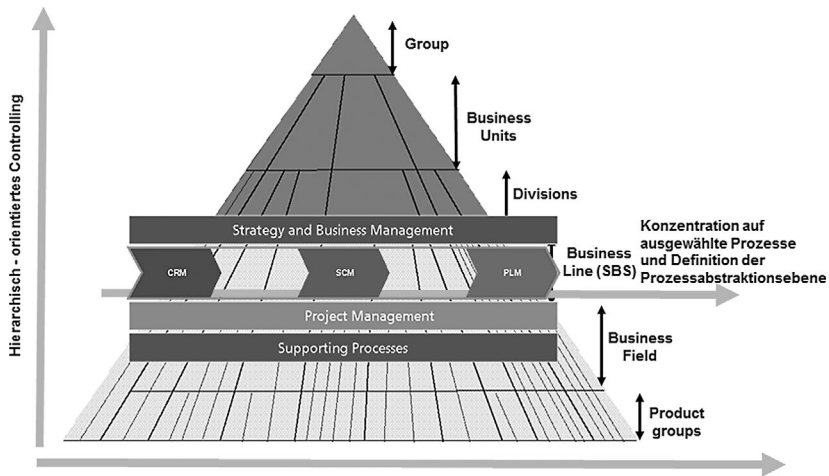 Group
Business
Units
Divisions
Strategy and Business Management
CRM
SCM
PLM
Business
Line (SBS)
Konzentration auf
ausgewählte Prozesse
und Definition der
Prozessabstraktionsebene
Project Management
Supporting Processes
Business
Field
Product
groups
Hierarchisch - orientiertes Controlling